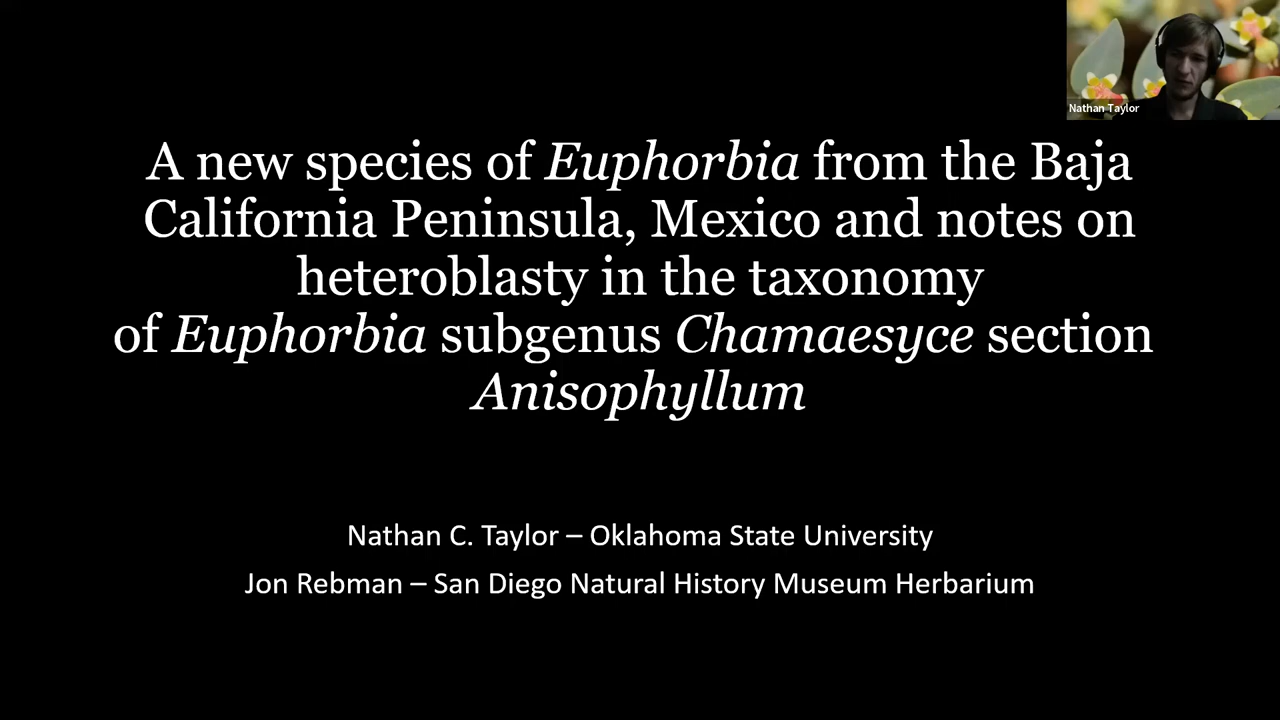 Nathan Taylor
A new species of Euphorbia from the Baja
California Peninsula, Mexico and notes on
heteroblasty in the taxonomy
of Euphorbia subgenus Chamaesyce section
Anisophyllum
Nathan C. Taylor – Oklahoma State University
Jon Rebman – San Diego Natural History Museum Herbarium